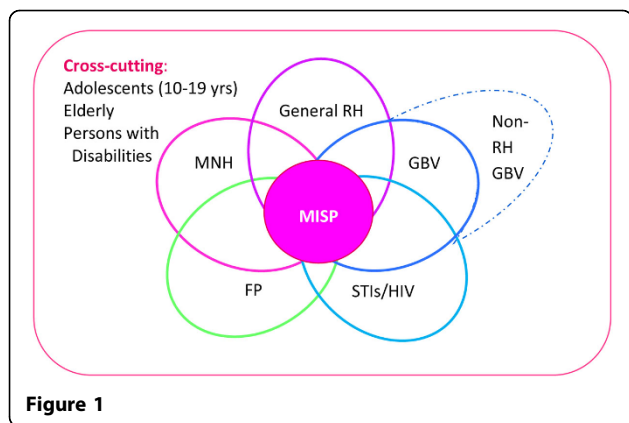 Cross-cutting:
Adolescents (10-19 yrs)
Elderly
Persons with
Disabilities
General RH
MNH
GBV
Non-
RH
GBV
MISP
FP
STIs/HIV
Figure 1